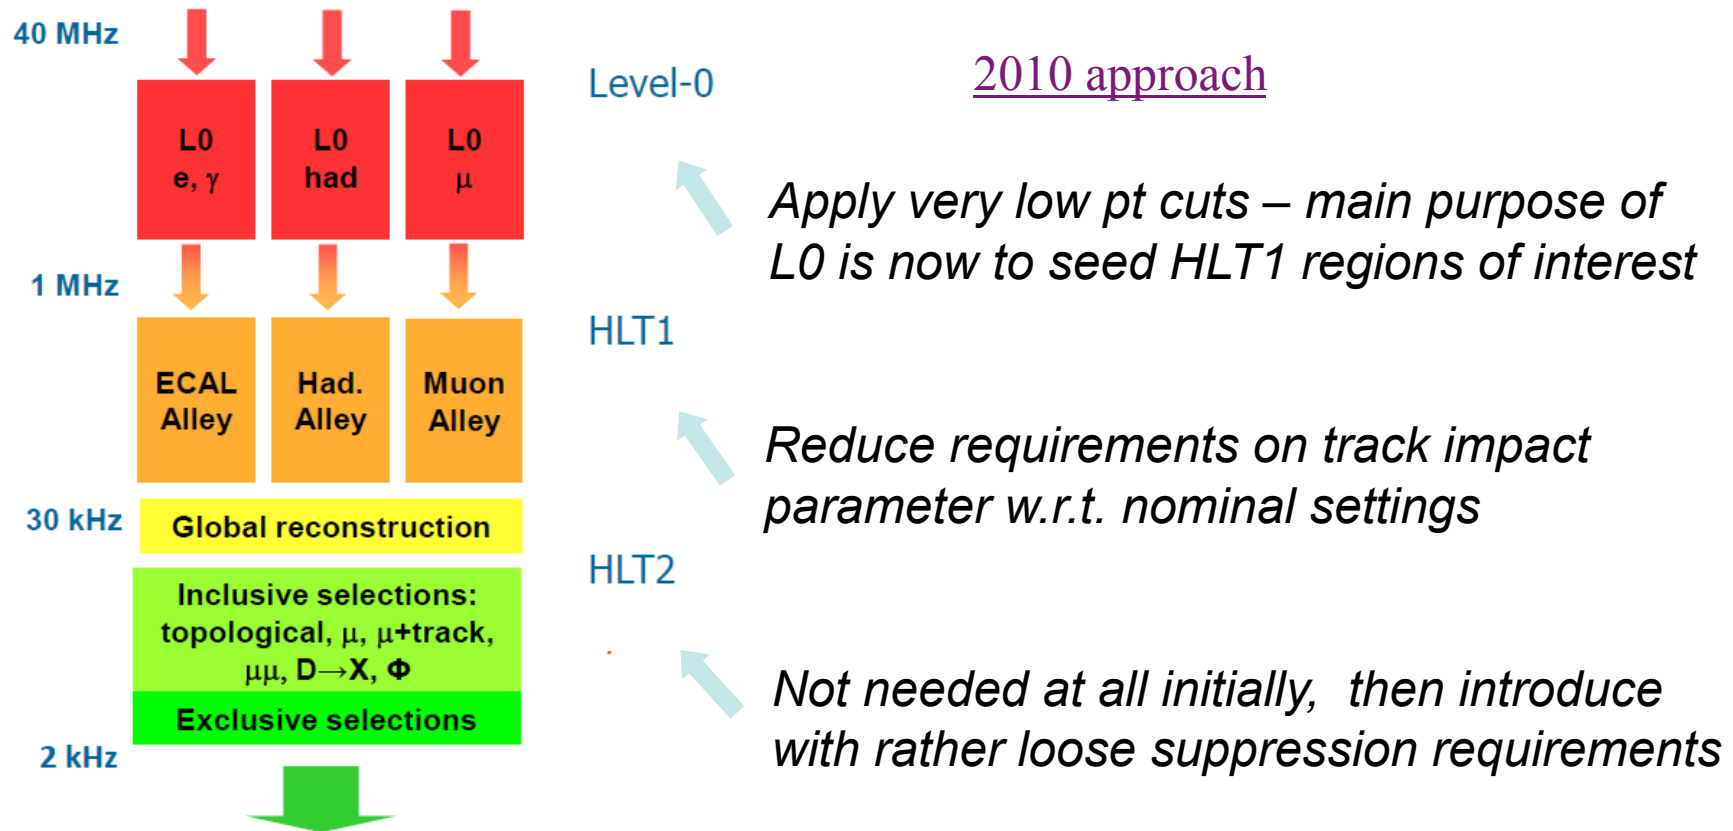 40 MHz
Level-0
2010 approach
L0
e, γ
L0
had
L0
μ
Apply very low pt cuts – main purpose of
L0 is now to seed HLT1 regions of interest
1 MHz
HLT1
ECAL
Alley
Had.
Alley
Muon
Alley
Reduce requirements on track impact
parameter w.r.t. nominal settings
30 kHz
Global reconstruction
HLT2
Inclusive selections:
topological, μ, μ+track,
μμ, D→X, Φ
Not needed at all initially, then introduce
with rather loose suppression requirements
Exclusive selections
2 kHz